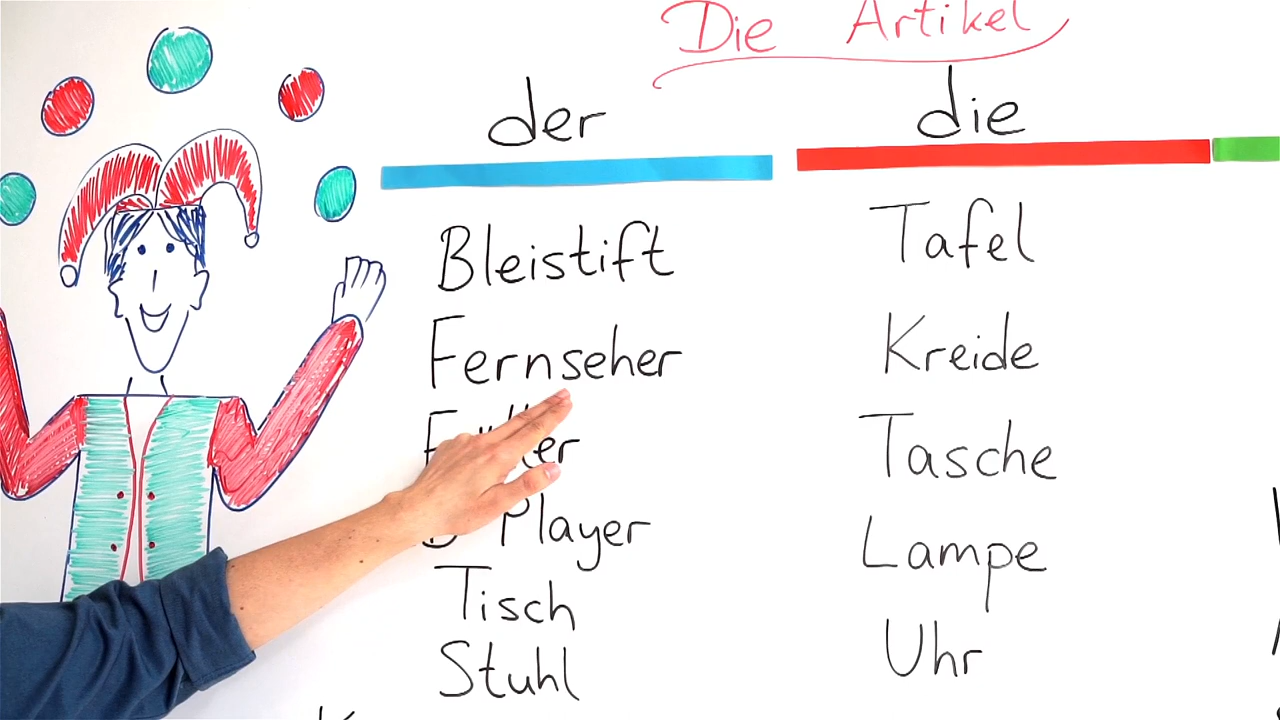 Die Artikel
der
Bleistift
Fernseher
Player
Tisch
Stuhl
die
Tafel
Kreide
Tasche
Lampe
Uhr